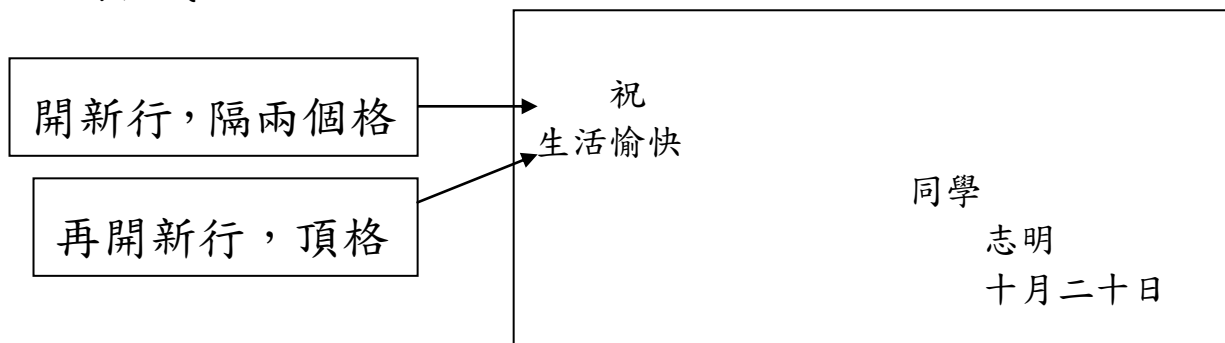 開新行，隔兩個格
再開新行，頂格
祝
生活愉快
同學
志明
十月二十日